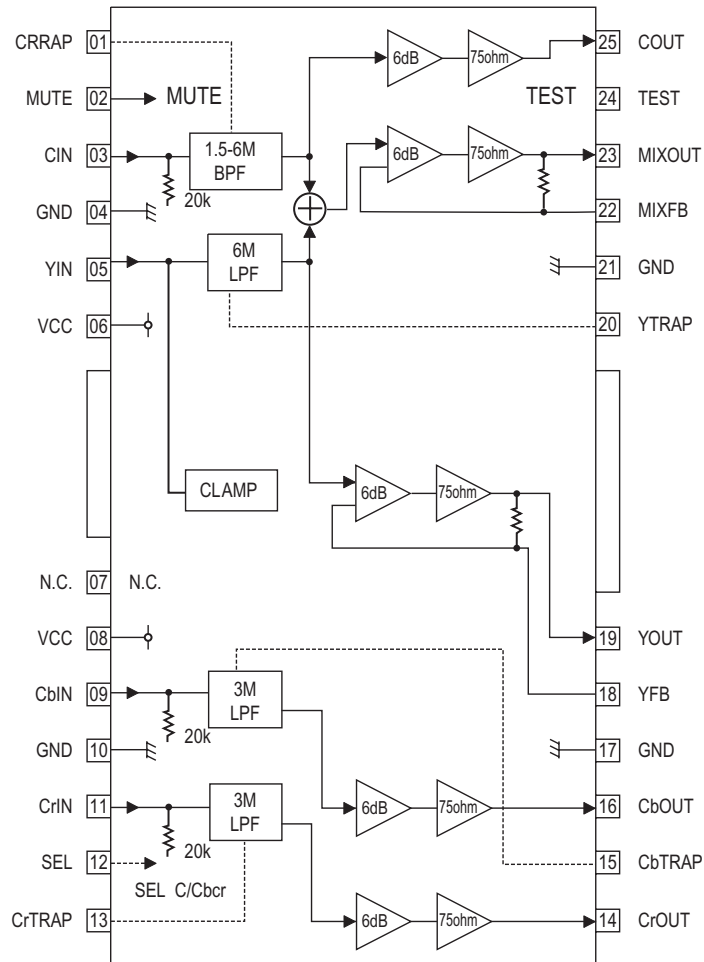 CRRAP 01 25 COUT
6dB 75ohm
MUTE 02 MUTE TEST 24 TEST
CIN 03 1.5-6M BPF 6dB 75ohm 23 MIXOUT
20k
GND 04 22 MIXFB
YIN 05 6M LPF 21 GND
VCC 06 20 YTRAP
CLAMP 6dB 75ohm
N.C. 07 N.C.
VCC 08 19 YOUT
CbIN 09 3M LPF 18 YFB
20k
GND 10 17 GND
CrIN 11 3M LPF 6dB 75ohm 16 CbOUT
20k
SEL 12 15 CbTRAP
SEL C/Cbcr
CrTRAP 13 6dB 75ohm 14 CrOUT